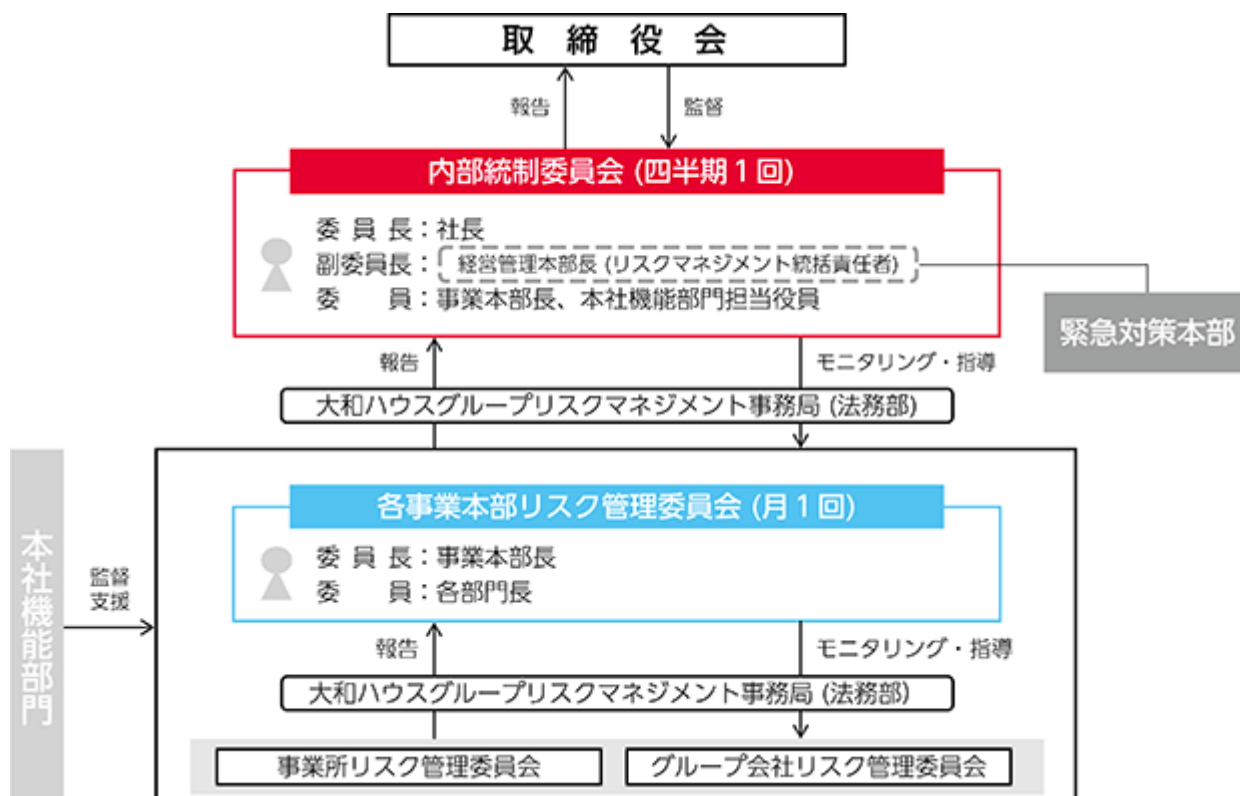 取締役会
報告
監督
内部統制委員会 (四半期1回)
委員長：社長
副委員長：経営管理本部長 (リスクマネジメント統括責任者)
委員：事業本部長、本社機能部門担当役員
緊急対策本部
報告
モニタリング・指導
大和ハウスグループリスクマネジメント事務局 (法務部)
本社機能部門
監督
支援
各事業本部リスク管理委員会 (月1回)
委員長：事業本部長
委員：各部門長
報告
モニタリング・指導
大和ハウスグループリスクマネジメント事務局 (法務部)
事業所リスク管理委員会
グループ会社リスク管理委員会